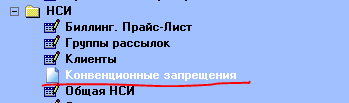 НСИ
Биллинг. Прайс-Лист
Группы рассылок
Клиенты
Конвенционные запрещения
Общая НСИ